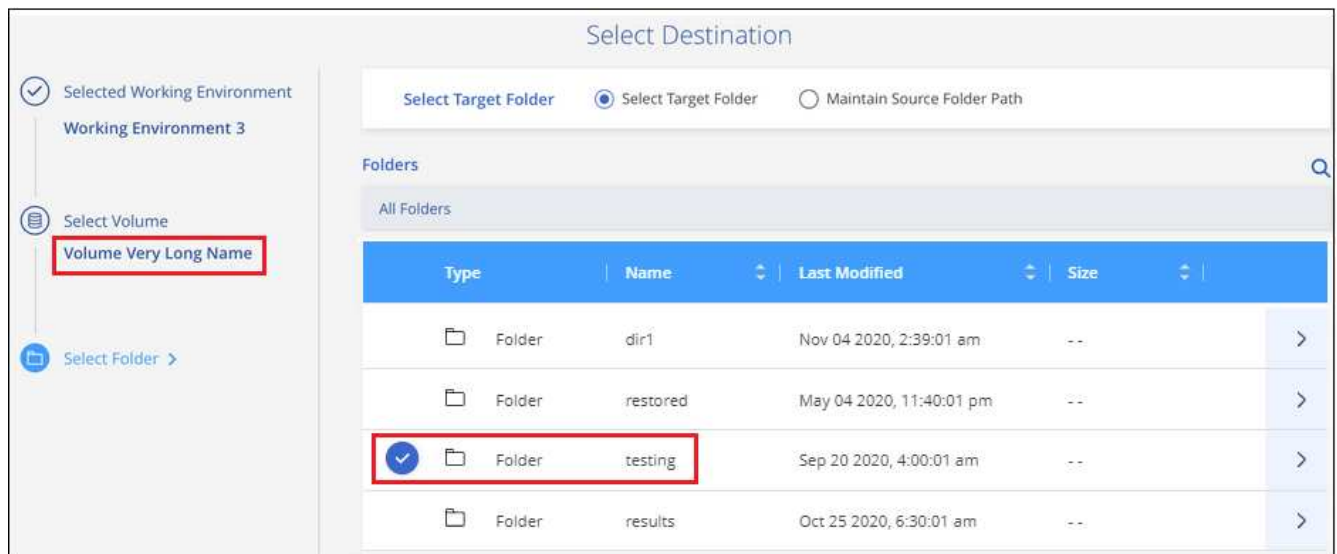 Select Destination
Selected Working Environment
Working Environment 3
Select Volume
Volume Very Long Name
Select Folder >
Select Target Folder Select Target Folder Maintain Source Folder Path
Folders
All Folders
Type Name Last Modified Size
Folder dir1 Nov 04 2020, 2:39:01 am - -
Folder restored May 04 2020, 11:40:01 pm - -
Folder testing Sep 20 2020, 4:00:01 am - -
Folder results Oct 25 2020, 6:30:01 am - -